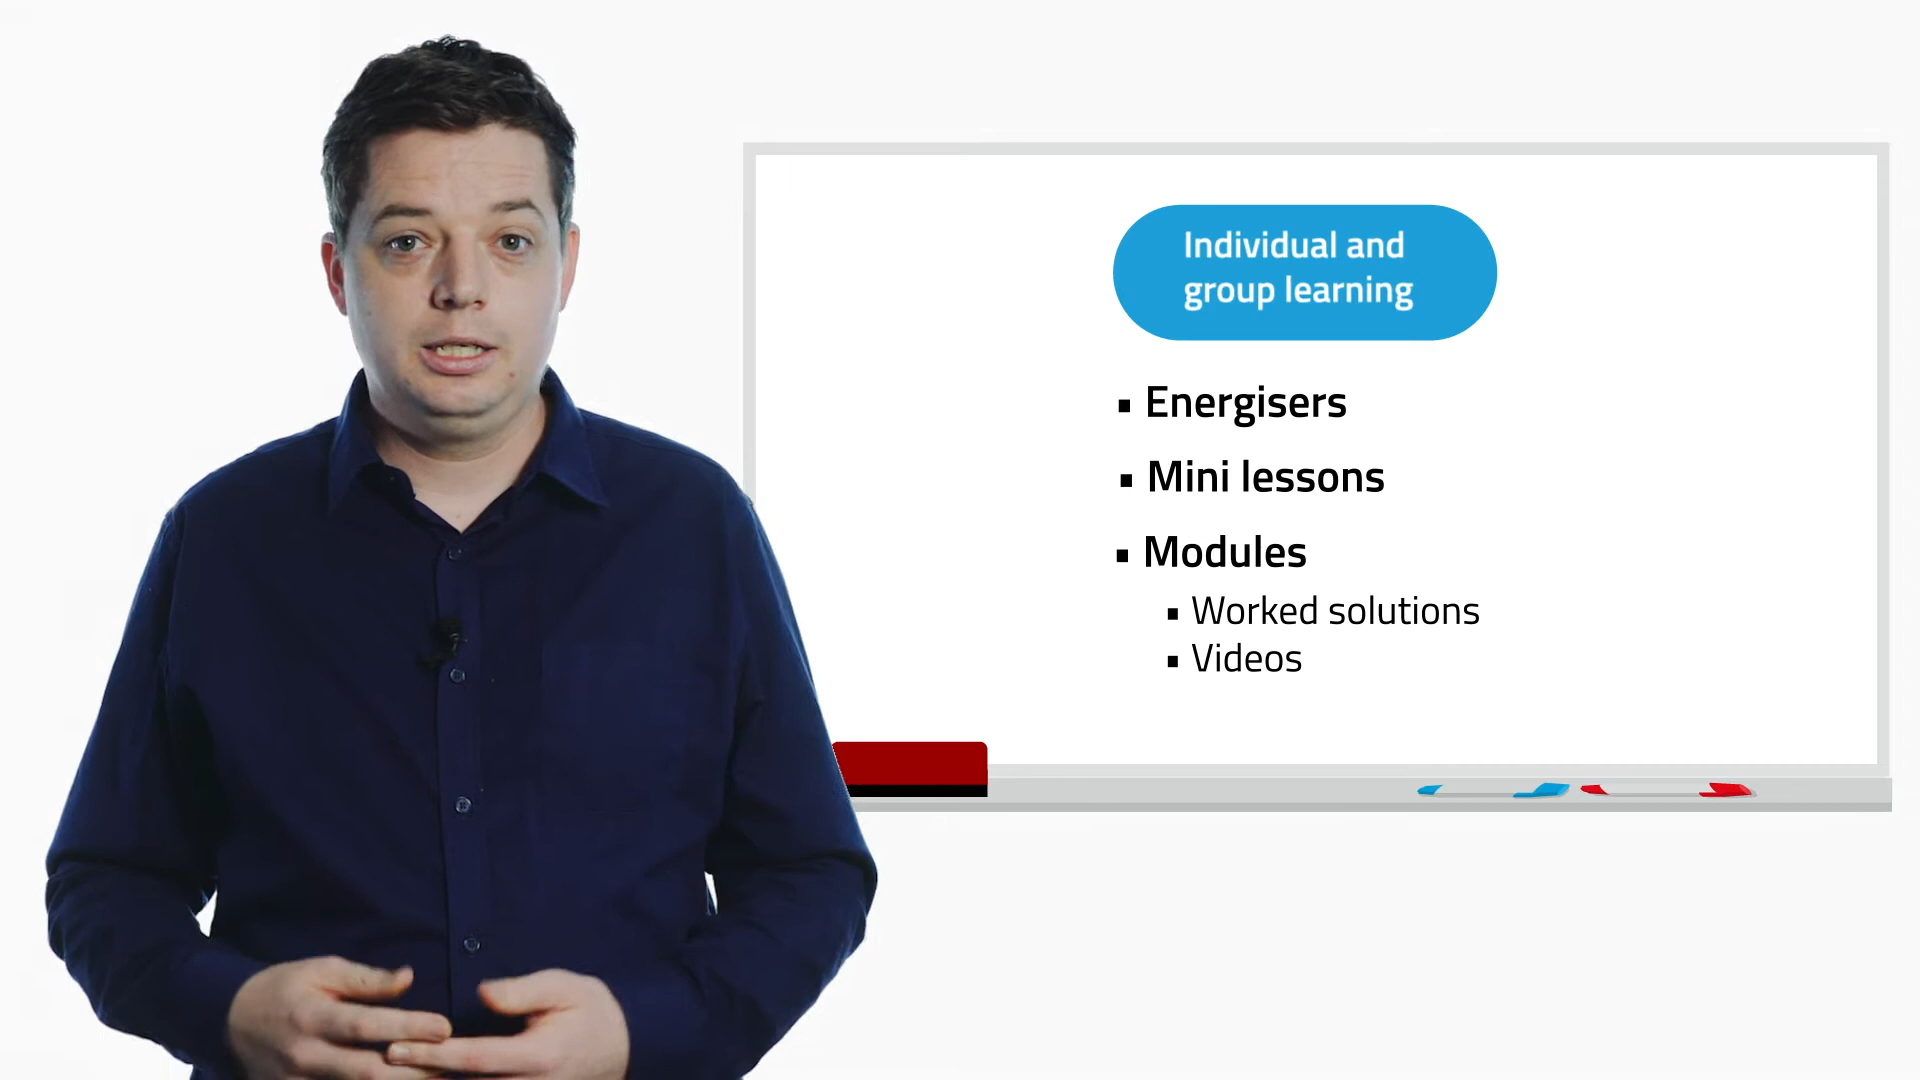 Individual and
group learning
▪ Energisers
▪ Mini lessons
▪ Modules
▪ Worked solutions
▪ Videos